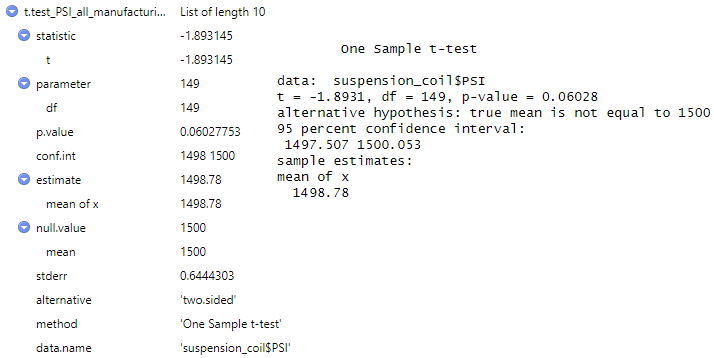 t.test_PSI_all_manufacturi... List of length 10
statistic -1.893145
t -1.893145
parameter 149
df 149
p.value 0.06027753
conf.int 1498 1500
estimate 1498.78
mean of x 1498.78
null.value 1500
mean 1500
stderr 0.6444303
alternative 'two.sided'
method 'One Sample t-test'
data.name 'suspension_coil$PSI'
One Sample t-test
data:  suspension_coil$PSI
t = -1.8931, df = 149, p-value = 0.06028
alternative hypothesis: true mean is not equal to 1500
95 percent confidence interval:
1497.507 1500.053
sample estimates:
mean of x
1498.78